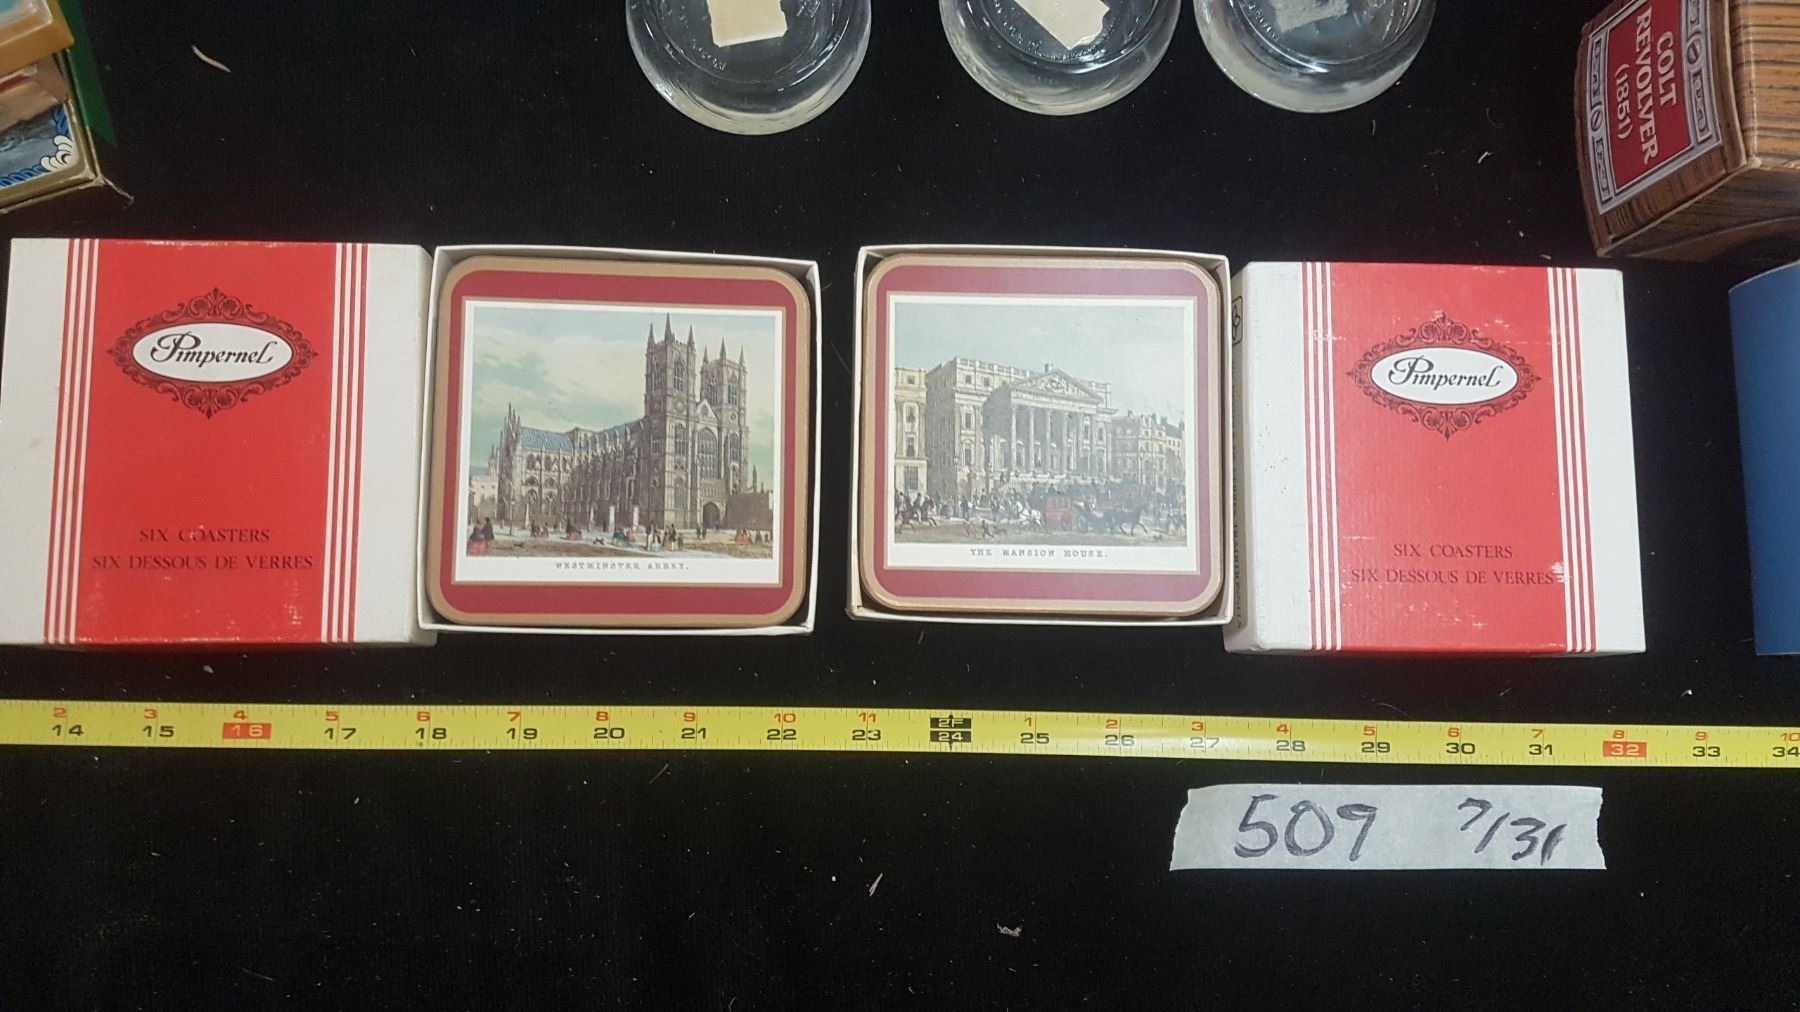 COLT
REVOLVER
(1851)
Pimpernel
SIX COASTERS
SIX DESSOUS DE VERRES
WESTMINSTER ABBEY.
THE MANSION HOUSE.
Pimpernel
SIX COASTERS
SIX DESSOUS DE VERRES
2 3 4 5 6 7 8 9 10 11 2F 1 2 3 4 5 6 7 8 9 10
14 15 16 17 18 19 20 21 22 23 24 25 26 27 28 29 30 31 32 33 34
509 7/31